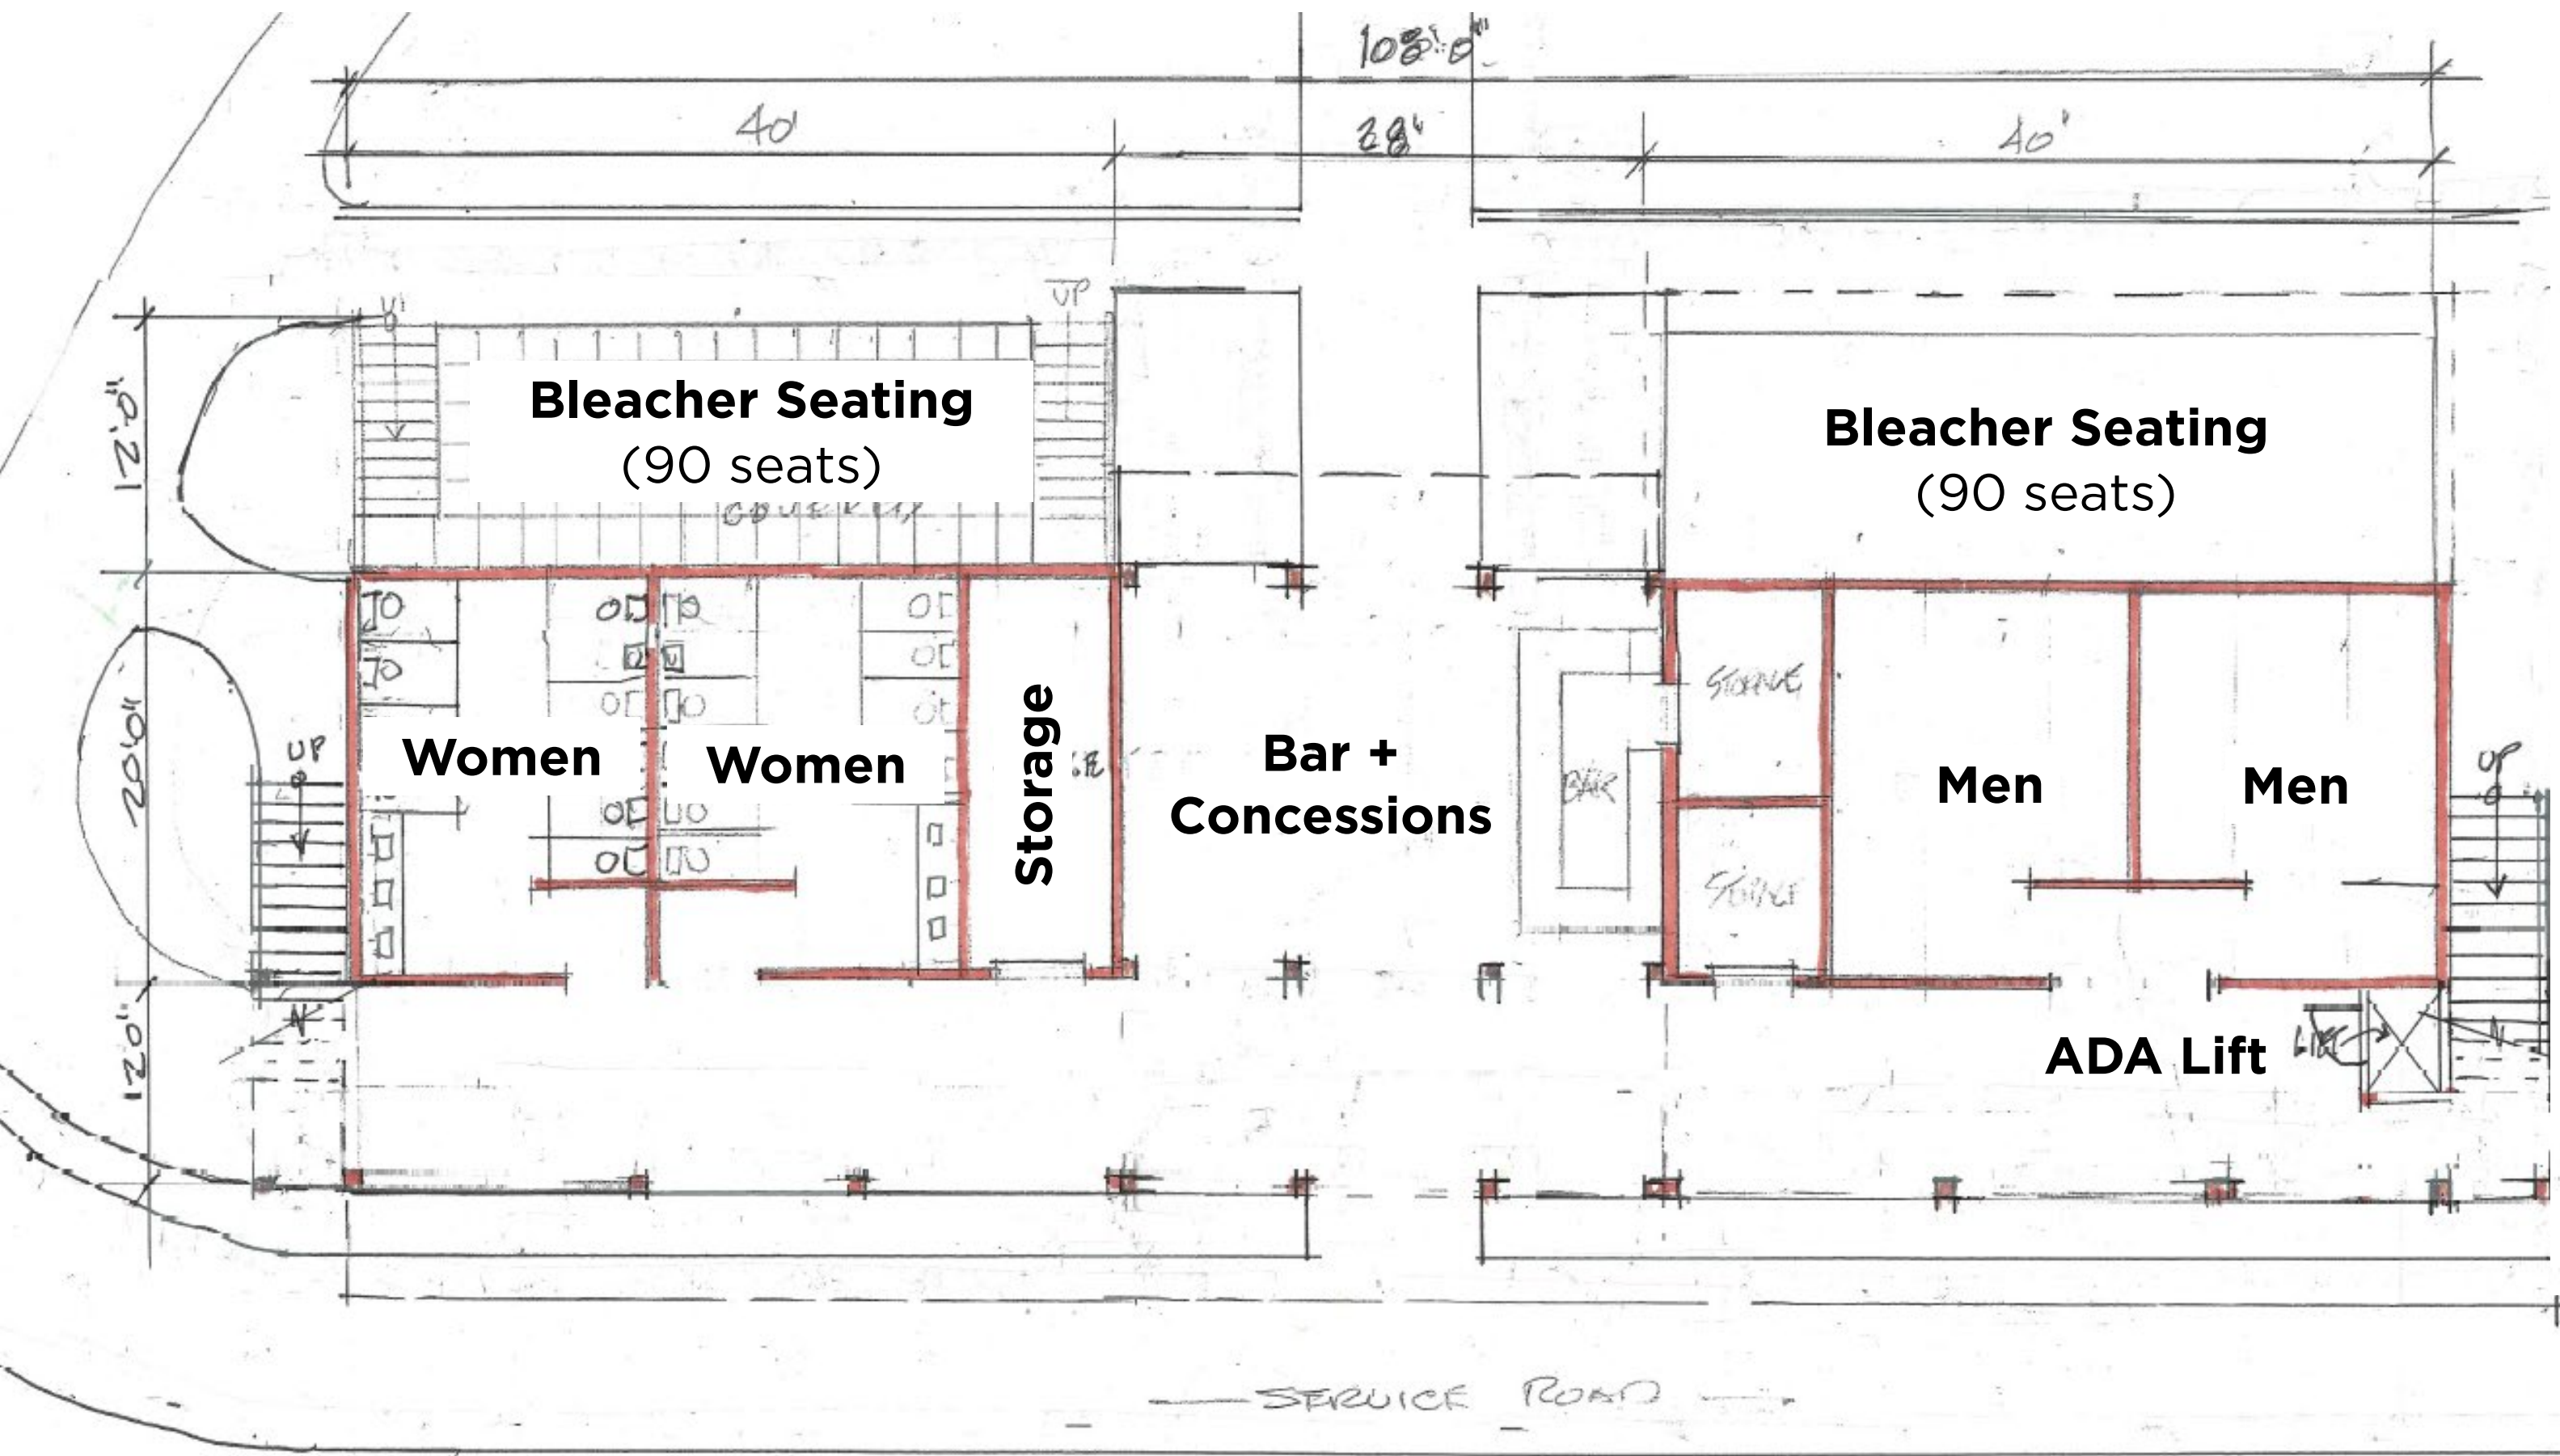 108'-0"
40'
28'
40'
UP
Bleacher Seating
(90 seats)
Bleacher Seating
(90 seats)
12'0"
20'0"
UP
Women
Women
Storage
Bar +
Concessions
BAR
STORAGE
STORAGE
Men
Men
UP
ADA Lift
12'0"
SERVICE ROAD